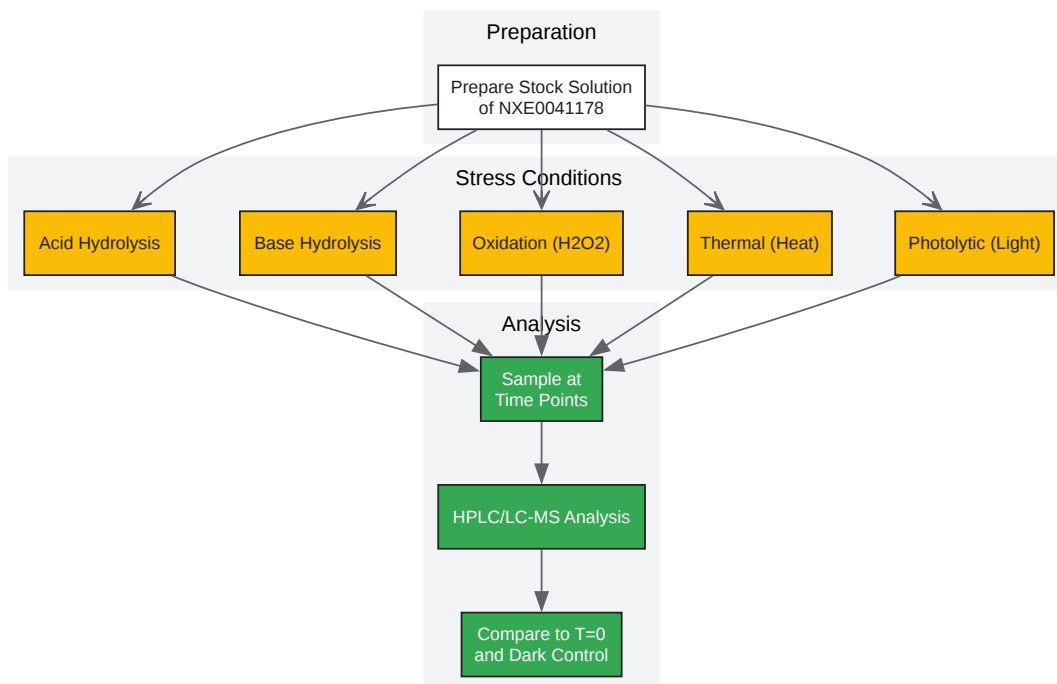 Preparation
Prepare Stock Solution
of NXE0041178
Stress Conditions
Acid Hydrolysis
Base Hydrolysis
Oxidation (H2O2)
Thermal (Heat)
Photolytic (Light)
Analysis
Sample at
Time Points
HPLC/LC-MS Analysis
Compare to T=0
and Dark Control